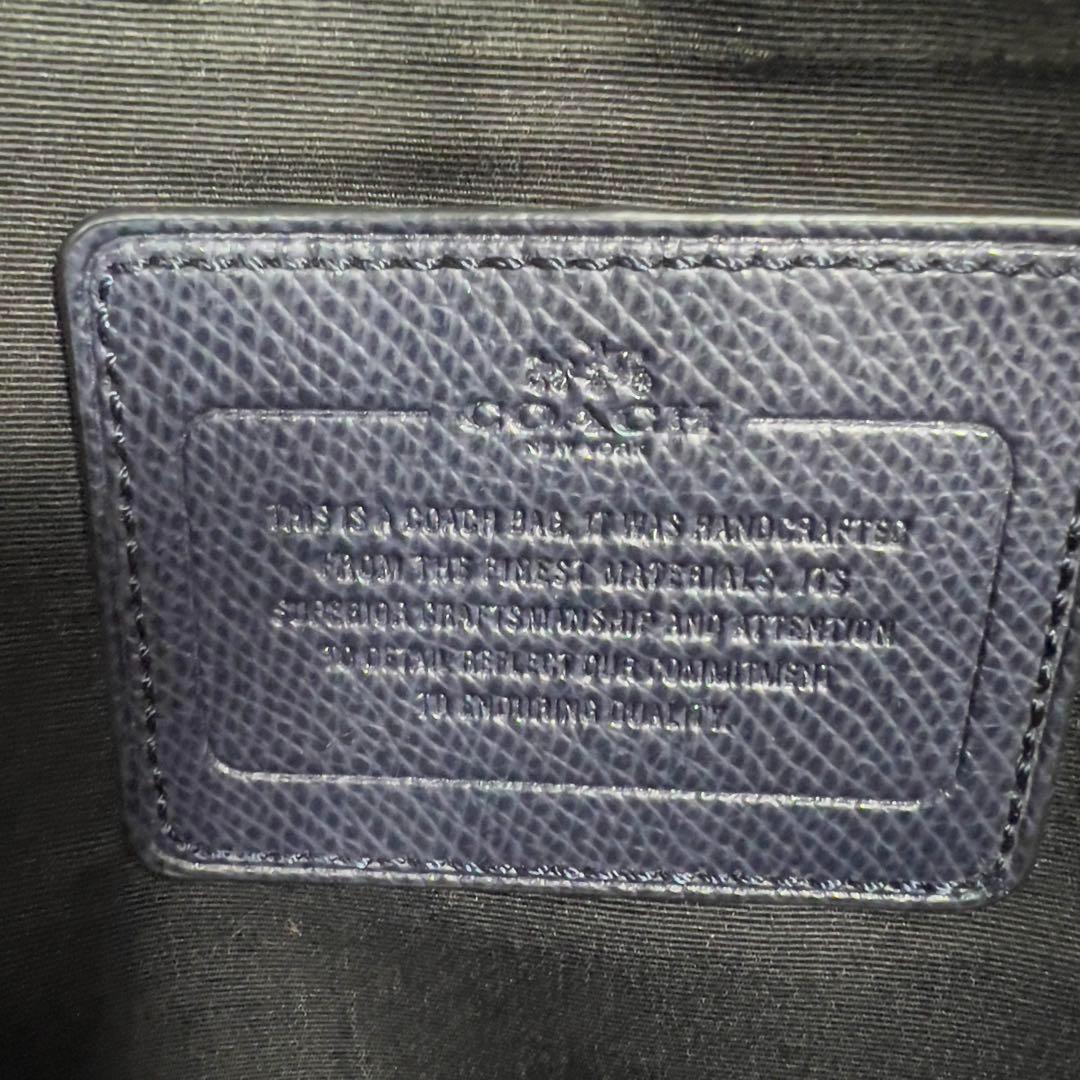 COACH
NEW YORK
THIS IS A COACH BAG. IT WAS HANDCRAFTED
FROM THE FINEST MATERIALS. ITS
SUPERIOR CRAFTSMANSHIP AND ATTENTION
TO DETAIL REFLECT OUR COMMITMENT
TO ENDURING QUALITY.